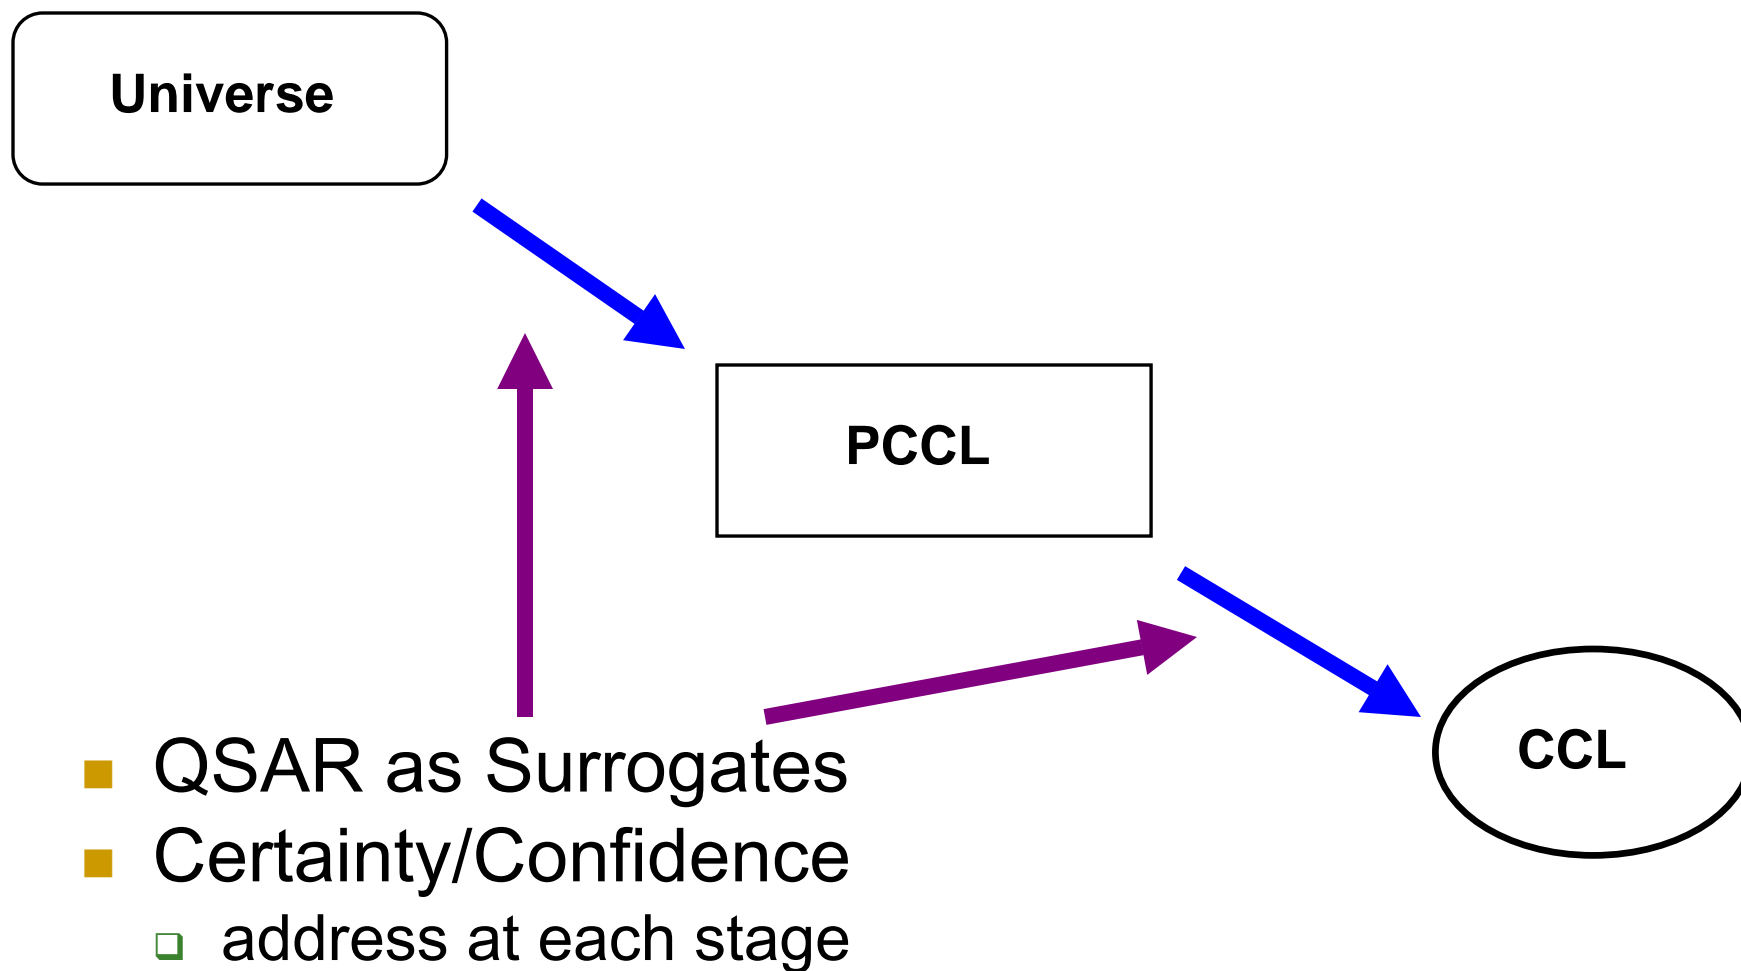 Universe
PCCL
CCL
QSAR as Surrogates
Certainty/Confidence
address at each stage